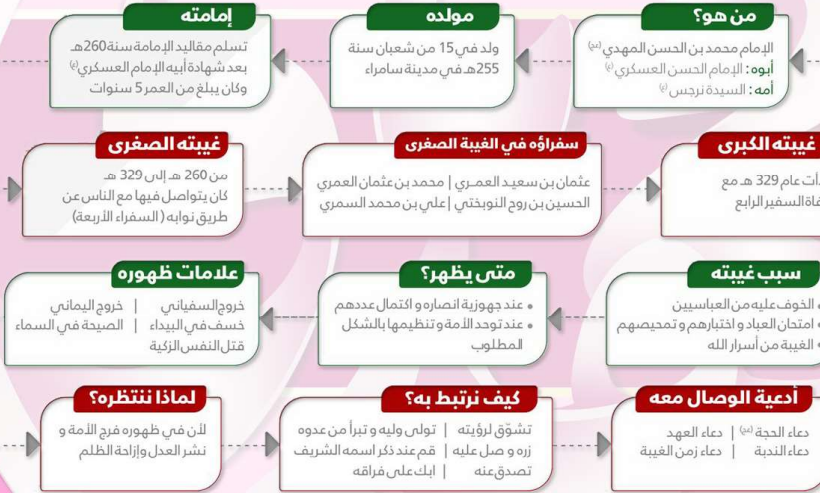 من هو؟
الإمام محمد بن الحسن المهدي (عج)
أبوه : الإمام الحسن العسكري (ع)
أمه : السيدة نرجس (ع)
مولده
ولد في 15 من شعبان سنة
255هـ في مدينة سامراء
إمامته
تسلم مقاليد الإمامة سنة 260هـ
بعد شهادة أبيه الإمام العسكري (ع)
وكان يبلغ من العمر 5 سنوات
غيبته الصغرى
من 260 هـ إلى 329 هـ
كان يتواصل فيها مع الناس عن
طريق نوابه ( السفراء الأربعة)
سفراؤه في الغيبة الصغرى
عثمان بن سعيد العمـري | محمد بن عثمان العمري
الحسين بن روح النوبختي | علي بن محمد السمري
غيبته الكبرى
دأت عام 329 هـ مع
فاة السفير الرابع
سبب غيبته
الخوف عليه من العباسيين
• امتحان العباد و اختبارهم و تمحيصهم
• الغيبة من أسرار الله
متى يظهر؟
• عند جهوزية انصاره و اكتمال عددهم
• عند توحد الأمة و تنظيمها بالشكل
المطلوب
علامات ظهوره
خروج السفياني | خروج اليماني
خسف في البيداء | الصيحة في السماء
قتل النفس الزكية
لماذا ننتظره؟
لأن في ظهوره فرج الأمة و
نشر العدل وإزاحة الظلم
كيف نرتبط به؟
تشوّق لرؤيته | تولى وليه و تبرأ من عدوه
زره و صل عليه | قم عند ذكر اسمه الشريف
تصدق عنه | ابك على فراقه
أدعية الوصال معه
دعاء الحجة (عج) | دعاء العهد
دعاء الندبة | دعاء زمن الغيبة